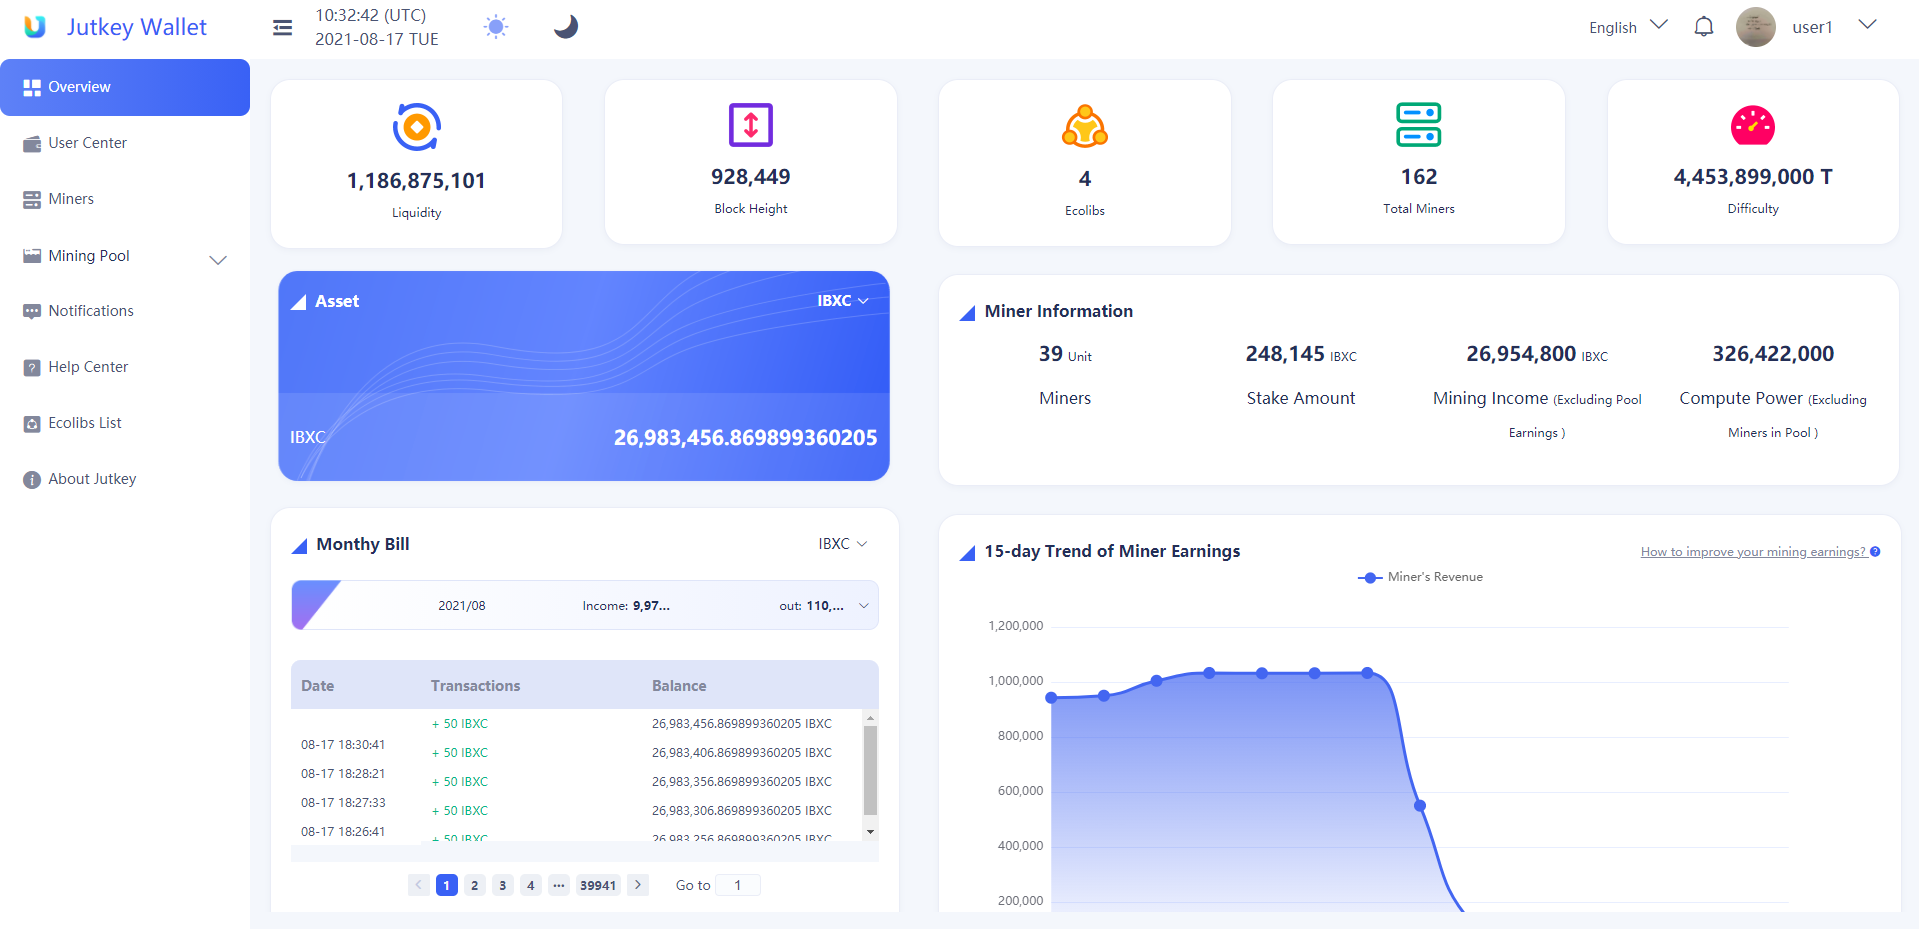 Jutkey Wallet
10:32:42 (UTC)
2021-08-17 TUE
English
user1
Overview
User Center
Miners
Mining Pool
Notifications
Help Center
Ecolibs List
About Jutkey
1,186,875,101
Liquidity
928,449
Block Height
4
Ecolibs
162
Total Miners
4,453,899,000 T
Difficulty
Asset
IBXC
IBXC
26,983,456.869899360205
Miner Information
39 Unit
Miners
248,145 IBXC
Stake Amount
26,954,800 IBXC
Mining Income (Excluding Pool
Earnings )
326,422,000
Compute Power (Excluding
Miners in Pool )
Monthy Bill
IBXC
2021/08 Income: 9,97... out: 110,...
Date Transactions Balance
+ 50 IBXC 26,983,456.869899360205 IBXC
08-17 18:30:41
+ 50 IBXC 26,983,406.869899360205 IBXC
08-17 18:28:21
+ 50 IBXC 26,983,356.869899360205 IBXC
08-17 18:27:33
+ 50 IBXC 26,983,306.869899360205 IBXC
08-17 18:26:41
+ 50 IBXC 26,983,256.869899360205 IBXC
< 1 2 3 4 ··· 39941 > Go to 1
15-day Trend of Miner Earnings
How to improve your mining earnings? ?
Miner's Revenue
1,200,000
1,000,000
800,000
600,000
400,000
200,000